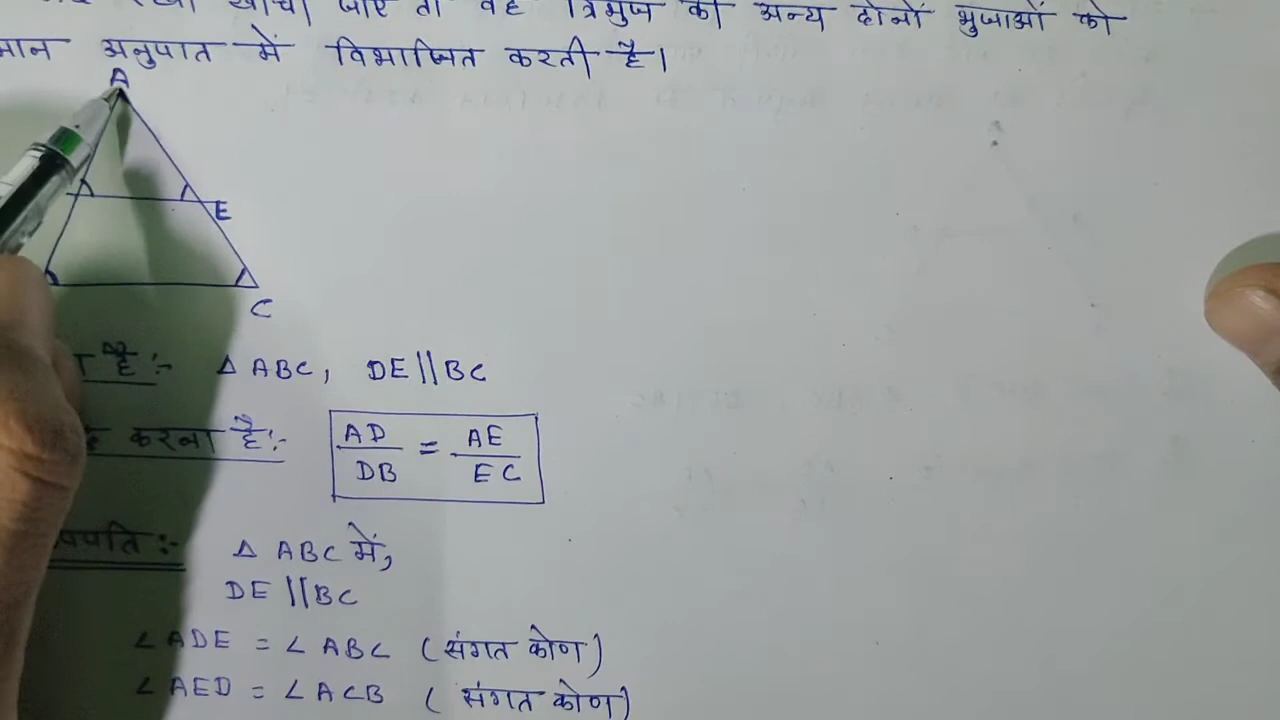 खींची जाए तो वह त्रिभुज की अन्य दोनों भुजाओं को
अनुपात में विभाजित करती है।
A
E
C
है:- △ ABC, DE||BC
करना है:- AD/DB = AE/EC
△ ABC में,
DE||BC
∠ADE = ∠ABC (संगत कोण)
∠AED = ∠ACB (संगत कोण)